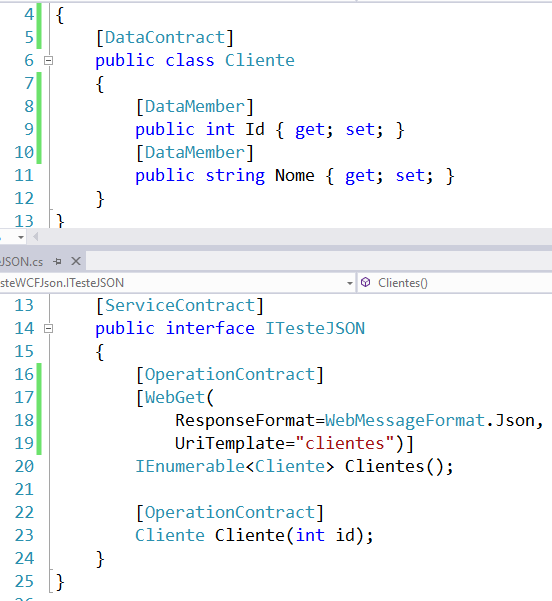 4 {
5 [DataContract]
6 public class Cliente
7 {
8 [DataMember]
9 public int Id { get; set; }
10 [DataMember]
11 public string Nome { get; set; }
12 }
13 }
JSON.cs
steWCFJson.ITesteJSON Clientes()
13 [ServiceContract]
14 public interface ITesteJSON
15 {
16 [OperationContract]
17 [WebGet(
18 ResponseFormat=WebMessageFormat.Json,
19 UriTemplate="clientes")]
20 IEnumerable<Cliente> Clientes();
21
22 [OperationContract]
23 Cliente Cliente(int id);
24 }
25 }